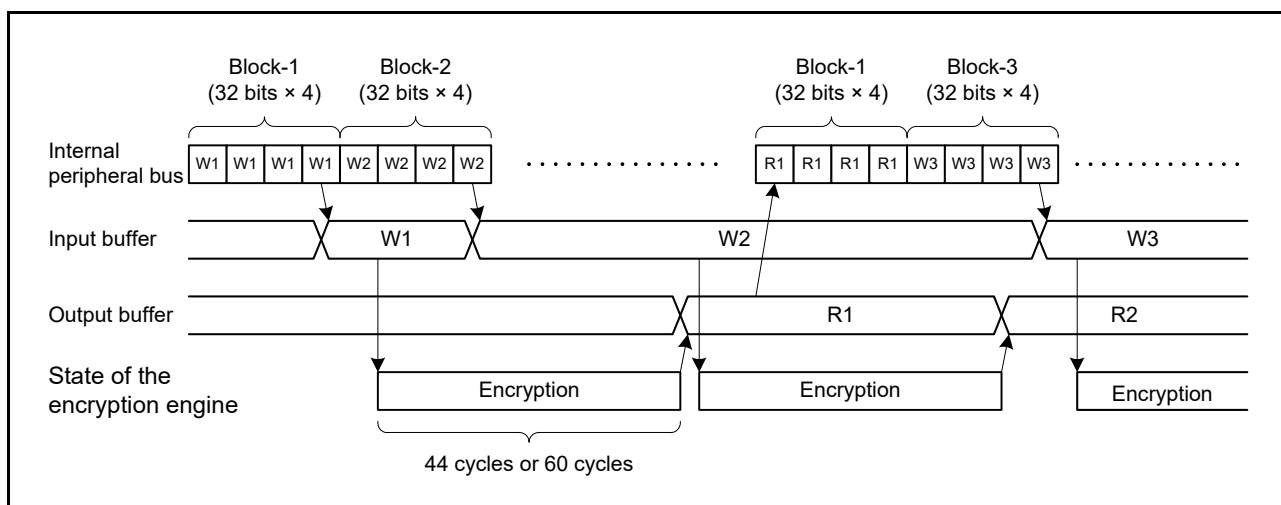 Block-1 Block-2 Block-1 Block-3
(32 bits × 4) (32 bits × 4) (32 bits × 4) (32 bits × 4)
Internal
peripheral bus
W1 W1 W1 W1 W2 W2 W2 W2 R1 R1 R1 R1 W3 W3 W3 W3
Input buffer W1 W2 W3
Output buffer R1 R2
State of the
encryption engine
Encryption Encryption Encryption
44 cycles or 60 cycles